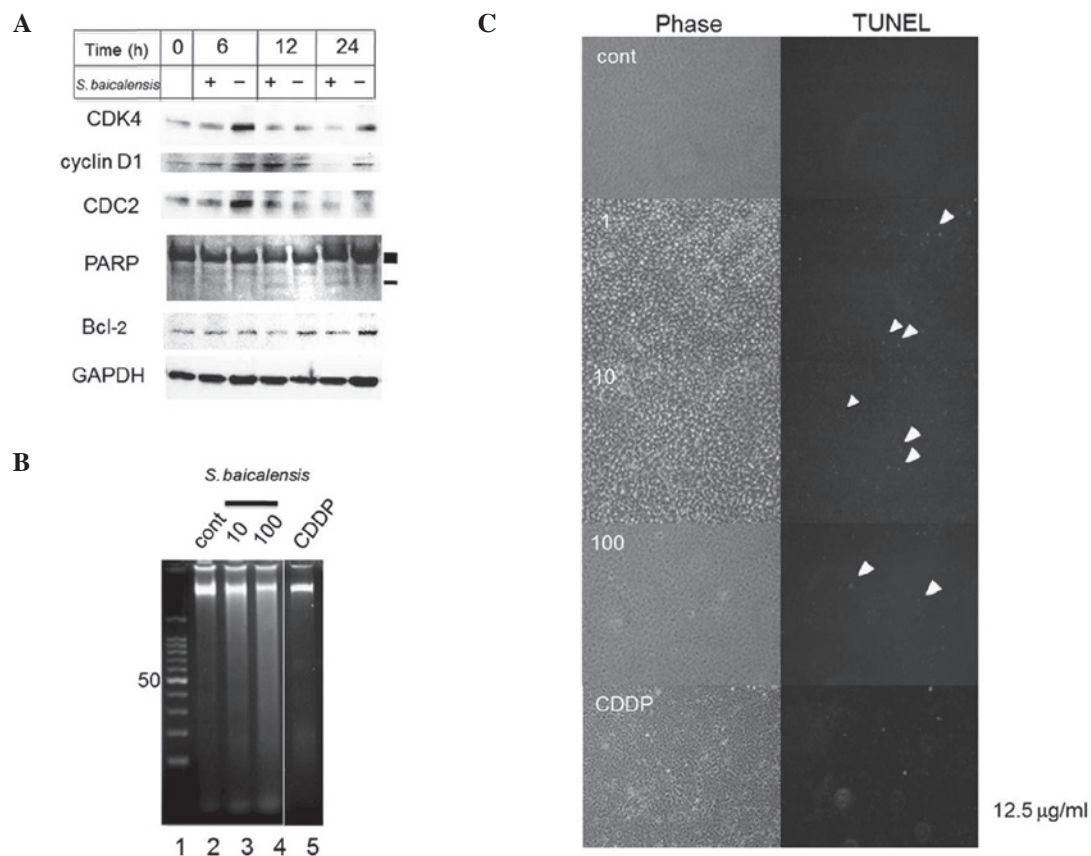 A
Time (h) 0 6 12 24
S. baicalensis + − + − + −
CDK4
cyclin D1
CDC2
PARP
Bcl-2
GAPDH
B
S. baicalensis
cont 10 100 CDDP
50
1 2 3 4 5
C
Phase TUNEL
cont
1
10
100
CDDP
12.5 µg/ml